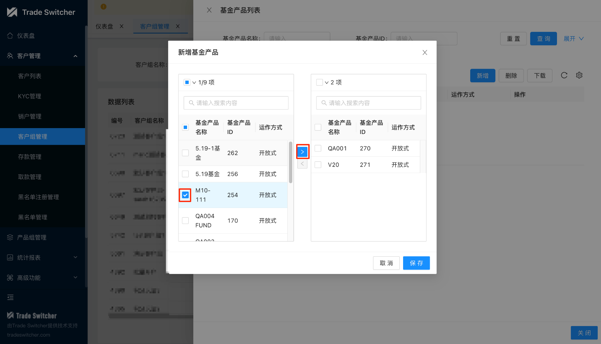 Trade Switcher
仪表盘
客户管理
客户列表
KYC管理
销户管理
客户组管理
存款管理
取款管理
黑名单注册管理
黑名单管理
产品组管理
统计报表
高级功能
Trade Switcher
由Trade Switcher提供技术支持
tradeswitcher.com
仪表盘 ×
客户组管理 ×
客户组名称:
数据列表
编号
客户组名称
基金产品列表
基金产品名称:
请输入
基金产品ID:
请输入
重 置
查 询
展开
新增
删除
下载
运作方式
操作
新增基金产品
1/9 项
请输入搜索内容
基金产品名称
基金产品ID
运作方式
5.19-1基金
262
开放式
5.19基金
256
开放式
M10-111
254
开放式
QA004 FUND
170
开放式
2 项
请输入搜索内容
基金产品名称
基金产品ID
运作方式
QA001
270
开放式
V20
271
开放式
取 消
保 存
关 闭